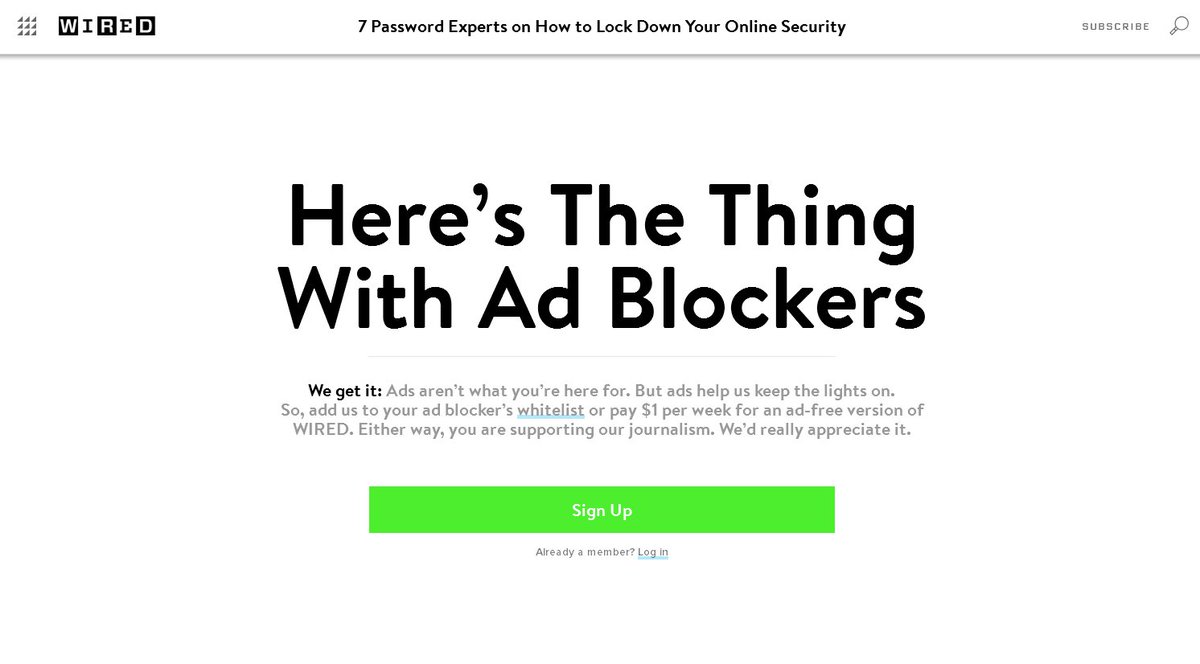 WIRED
7 Password Experts on How to Lock Down Your Online Security
SUBSCRIBE
Here’s The Thing
With Ad Blockers
We get it: Ads aren’t what you’re here for. But ads help us keep the lights on.
So, add us to your ad blocker’s whitelist or pay $1 per week for an ad-free version of
WIRED. Either way, you are supporting our journalism. We’d really appreciate it.
Sign Up
Already a member? Log in